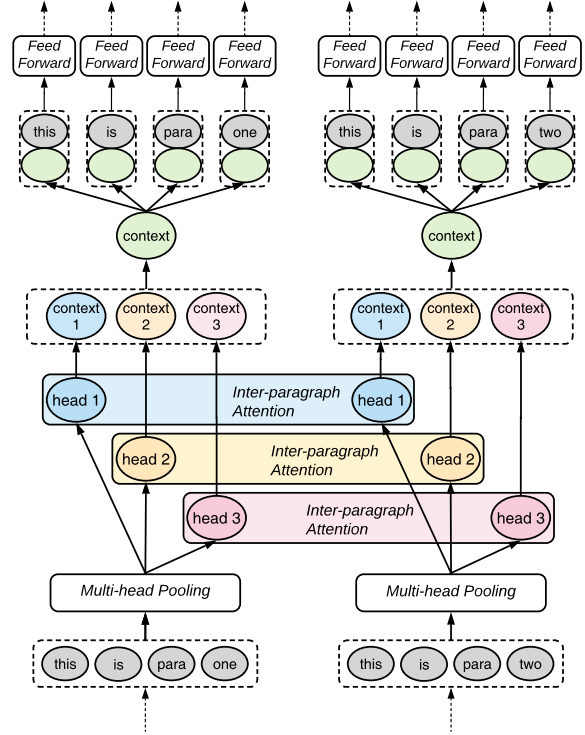 Feed Feed Feed Feed Feed Feed Feed Feed
Forward Forward Forward Forward Forward Forward Forward Forward
this is para one this is para two
context context
context context context context context context
1 2 3 1 2 3
head 1 Inter-paragraph head 1
Attention
head 2 Inter-paragraph head 2
Attention
head 3 Inter-paragraph head 3
Attention
Multi-head Pooling Multi-head Pooling
this is para one this is para two